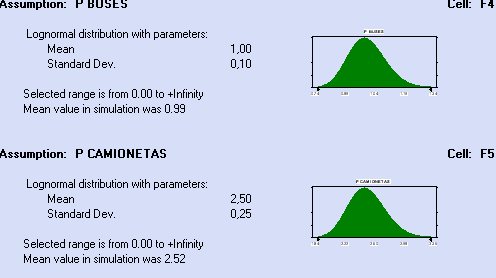 Assumption: P BUSES Cell: F4
Lognormal distribution with parameters:
Mean 1,00
Standard Dev. 0,10
Selected range is from 0.00 to +Infinity
Mean value in simulation was 0.99
P BUSES
Assumption: P CAMIONETAS Cell: F5
Lognormal distribution with parameters:
Mean 2,50
Standard Dev. 0,25
Selected range is from 0.00 to +Infinity
Mean value in simulation was 2.52
P CAMIONETAS